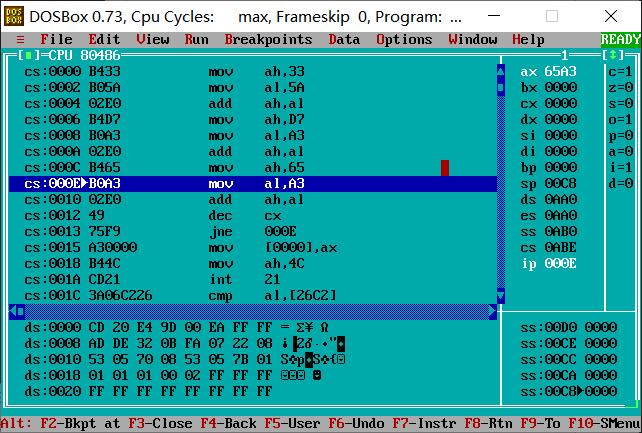 DOSBox 0.73, Cpu Cycles: max, Frameskip 0, Program: ...
≡ File Edit View Run Breakpoints Data Options Window Help READY
[■]=CPU 80486 1=[↕]
cs:0000 B433 mov ah,33 ax 65A3 c=1
cs:0002 B05A mov al,5A bx 0000 z=0
cs:0004 02E0 add ah,al cx 0000 s=0
cs:0006 B4D7 mov ah,D7 dx 0000 o=1
cs:0008 B0A3 mov al,A3 si 0000 p=0
cs:000A 02E0 add ah,al di 0000 a=0
cs:000C B465 mov ah,65 bp 0000 i=1
cs:000E►B0A3 mov al,A3 sp 00C8 d=0
cs:0010 02E0 add ah,al ds 0AA0
cs:0012 49 dec cx es 0AA0
cs:0013 75F9 jne 000E ss 0AB0
cs:0015 A30000 mov [0000],ax cs 0ABE
cs:0018 B44C mov ah,4C ip 000E
cs:001A CD21 int 21
cs:001C 3A06C226 cmp al,[26C2]
ds:0000 CD 20 E4 9D 00 EA FF FF = Σ¥ Ω ss:00D0 0000
ds:0008 AD DE 32 0B FA 07 22 08 ss:00CE 0000
ds:0010 53 05 70 08 53 05 7B 01 S♣p◘S♣{☺ ss:00CC 0000
ds:0018 01 01 01 00 02 FF FF FF ☺☺☺ ☻ ss:00CA 0000
ds:0020 FF FF FF FF FF FF FF FF ss:00C8►0000
Alt: F2-Bkpt at F3-Close F4-Back F5-User F6-Undo F7-Instr F8-Rtn F9-To F10-SMenu